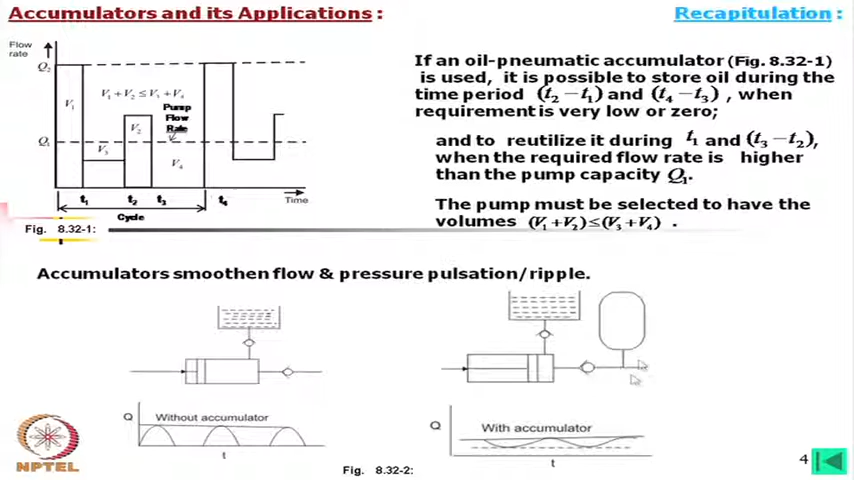 Accumulators and its Applications :
Recapitulation :
Flow
rate
Q₂
V₁
V₁ + V₂ ≤ V₃ + V₄
Pump
Flow
Rate
V₂
Q₁
V₃
V₄
t₁ t₂ t₃ t₄ Time
Cycle
Fig. 8.32-1:
If an oil-pneumatic accumulator (Fig. 8.32-1)
is used, it is possible to store oil during the
time period (t₂ – t₁) and (t₄ – t₃) , when
requirement is very low or zero;
and to reutilize it during t₁ and (t₃ – t₂),
when the required flow rate is higher
than the pump capacity Q₁.
The pump must be selected to have the
volumes (V₁ + V₂) ≤ (V₃ + V₄) .
Accumulators smoothen flow & pressure pulsation/ripple.
Q Without accumulator
t
Q With accumulator
t
Fig. 8.32-2:
NPTEL
4